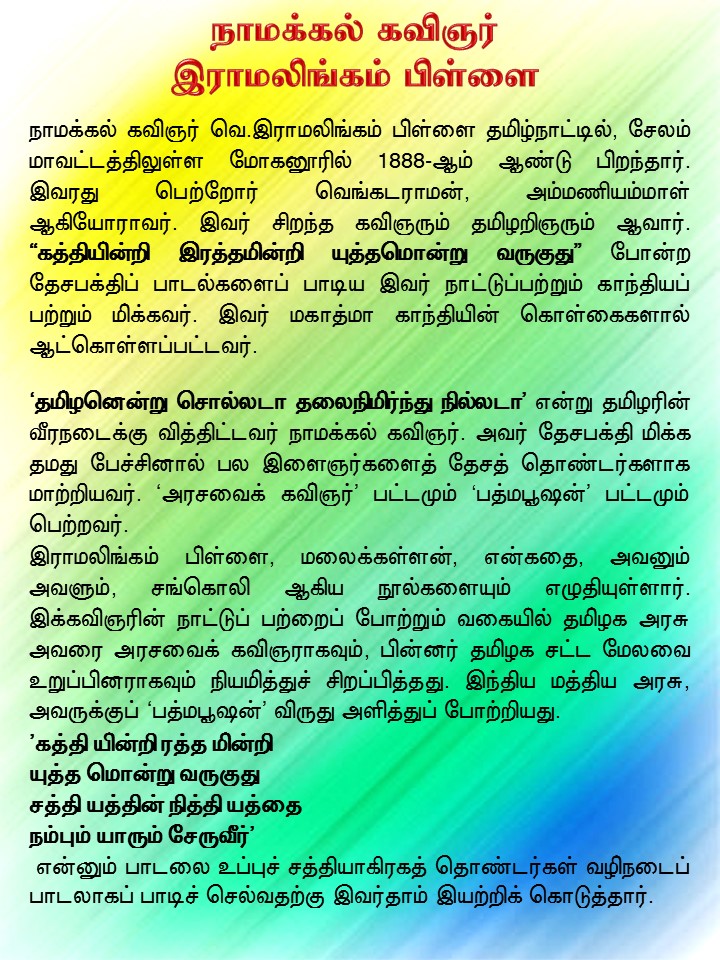 நாமக்கல் கவிஞர்
இராமலிங்கம் பிள்ளை
நாமக்கல் கவிஞர் வெ.இராமலிங்கம் பிள்ளை தமிழ்நாட்டில், சேலம்
மாவட்டத்திலுள்ள மோகனூரில் 1888-ஆம் ஆண்டு பிறந்தார்.
இவரது பெற்றோர் வெங்கடராமன், அம்மணியம்மாள்
ஆகியோராவர். இவர் சிறந்த கவிஞரும் தமிழறிஞரும் ஆவார்.
“கத்தியின்றி இரத்தமின்றி யுத்தமொன்று வருகுது” போன்ற
தேசபக்திப் பாடல்களைப் பாடிய இவர் நாட்டுப்பற்றும் காந்தியப்
பற்றும் மிக்கவர். இவர் மகாத்மா காந்தியின் கொள்கைகளால்
ஆட்கொள்ளப்பட்டவர்.
‘தமிழனென்று சொல்லடா தலைநிமிர்ந்து நில்லடா’ என்று தமிழரின்
வீரநடைக்கு வித்திட்டவர் நாமக்கல் கவிஞர். அவர் தேசபக்தி மிக்க
தமது பேச்சினால் பல இளைஞர்களைத் தேசத் தொண்டர்களாக
மாற்றியவர். ‘அரசவைக் கவிஞர்’ பட்டமும் ‘பத்மபூஷன்’ பட்டமும்
பெற்றவர்.
இராமலிங்கம் பிள்ளை, மலைக்கள்ளன், என்கதை, அவனும்
அவளும், சங்கொலி ஆகிய நூல்களையும் எழுதியுள்ளார்.
இக்கவிஞரின் நாட்டுப் பற்றைப் போற்றும் வகையில் தமிழக அரசு
அவரை அரசவைக் கவிஞராகவும், பின்னர் தமிழக சட்ட மேலவை
உறுப்பினராகவும் நியமித்துச் சிறப்பித்தது. இந்திய மத்திய அரசு,
அவருக்குப் ‘பத்மபூஷன்’ விருது அளித்துப் போற்றியது.
’கத்தி யின்றி ரத்த மின்றி
யுத்த மொன்று வருகுது
சத்தி யத்தின் நித்தி யத்தை
நம்பும் யாரும் சேருவீர்’
என்னும் பாடலை உப்புச் சத்தியாகிரகத் தொண்டர்கள் வழிநடைப்
பாடலாகப் பாடிச் செல்வதற்கு இவர்தாம் இயற்றிக் கொடுத்தார்.